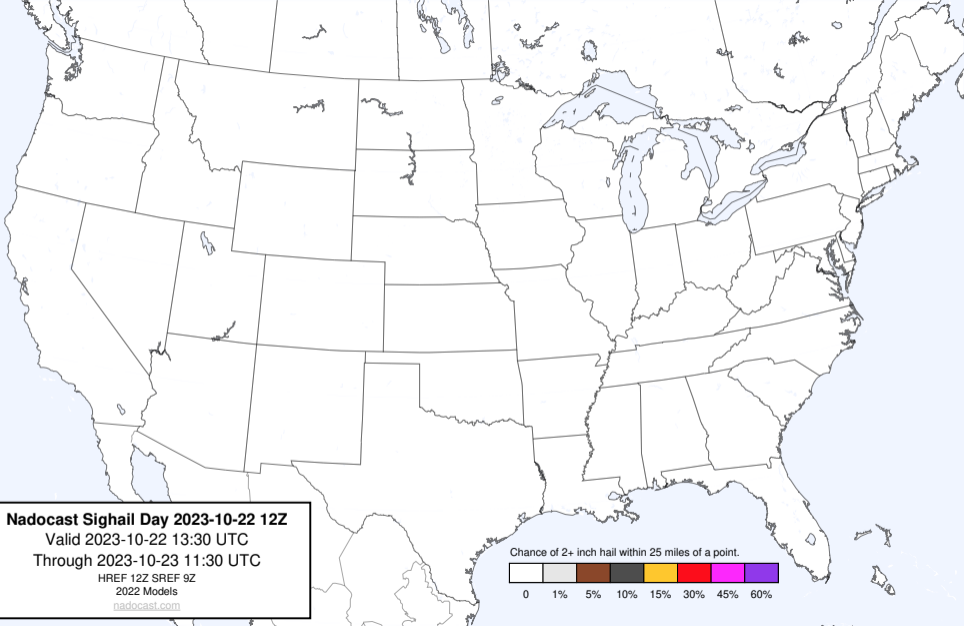 Nadocast Sighail Day 2023-10-22 12Z
Valid 2023-10-22 13:30 UTC
Through 2023-10-23 11:30 UTC
HREF 12Z SREF 9Z
2022 Models
nadocast.com
Chance of 2+ inch hail within 25 miles of a point.
0 1% 5% 10% 15% 30% 45% 60%